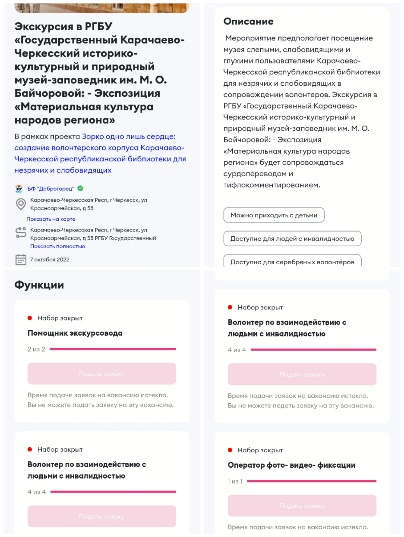 Экскурсия в РГБУ
«Государственный Карачаево-
Черкесский историко-
культурный и природный
музей-заповедник им. М. О.
Байчоровой: - Экспозиция
«Материальная культура
народов региона»
В рамках проекта Зорко одно лишь сердце:
создание волонтерского корпуса Карачаево-
Черкесской республиканской библиотеки для
незрячих и слабовидящих
БФ "Доброгорец"
Карачаево-Черкесская Респ, г Черкесск, ул
Красноармейская, д 55
Показать на карте
Карачаево-Черкесская Респ, г Черкесск, ул
Красноармейская, д 55 РГБУ Государственный
Показать полностью
7 октября 2022
Описание
Мероприятие предполагает посещение
музея слепыми, слабовидящими и
глухими пользователями Карачаево-
Черкесской республиканской библиотеки
для незрячих и слабовидящих в
сопровождении волонтеров. Экскурсия в
РГБУ «Государственный Карачаево-
Черкесский историко-культурный и
природный музей-заповедник им. М. О.
Байчоровой: - Экспозиция
«Материальная культура народов
региона» будет сопровождаться
сурдопереводом и
тифлокомментированием.
Можно приходить с детьми
Доступно для людей с инвалидностью
Доступно для серебряных волонтёров
Функции
Набор закрыт
Помощник экскурсовода
2 из 2
Подать заявку
Время подачи заявок на вакансию истекло.
Вы не можете подать заявку на эту вакансию.
Набор закрыт
Волонтер по взаимодействию с
людьми с инвалидностью
4 из 4
Подать заявку
Набор закрыт
Волонтер по взаимодействию с
людьми с инвалидностью
4 из 4
Подать заявку
Время подачи заявок на вакансию истекло.
Вы не можете подать заявку на эту вакансию.
Набор закрыт
Оператор фото- видео- фиксации
1 из 1
Подать заявку
Время подачи заявок на вакансию истекло.